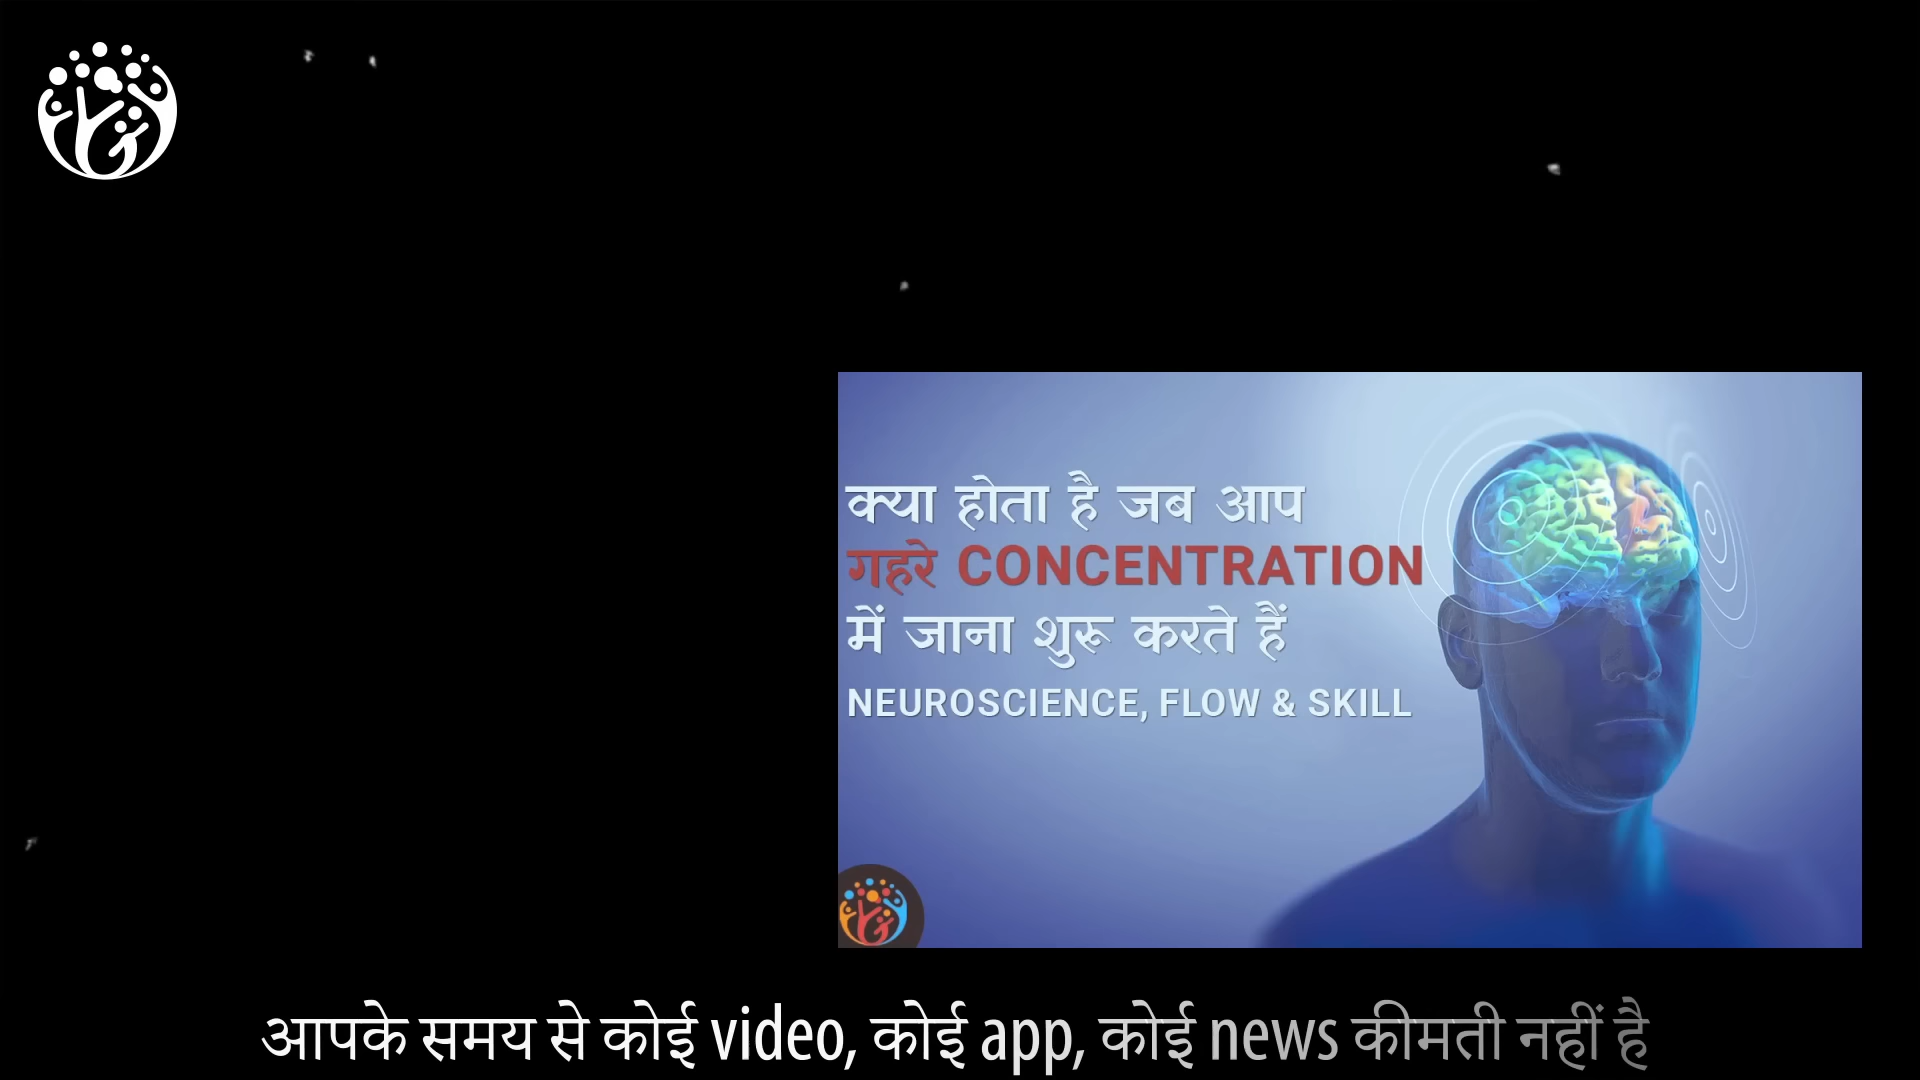 क्या होता है जब आप
गहरे CONCENTRATION
में जाना शुरू करते हैं
NEUROSCIENCE, FLOW & SKILL
आपके समय से कोई video, कोई app, कोई news कीमती नहीं है